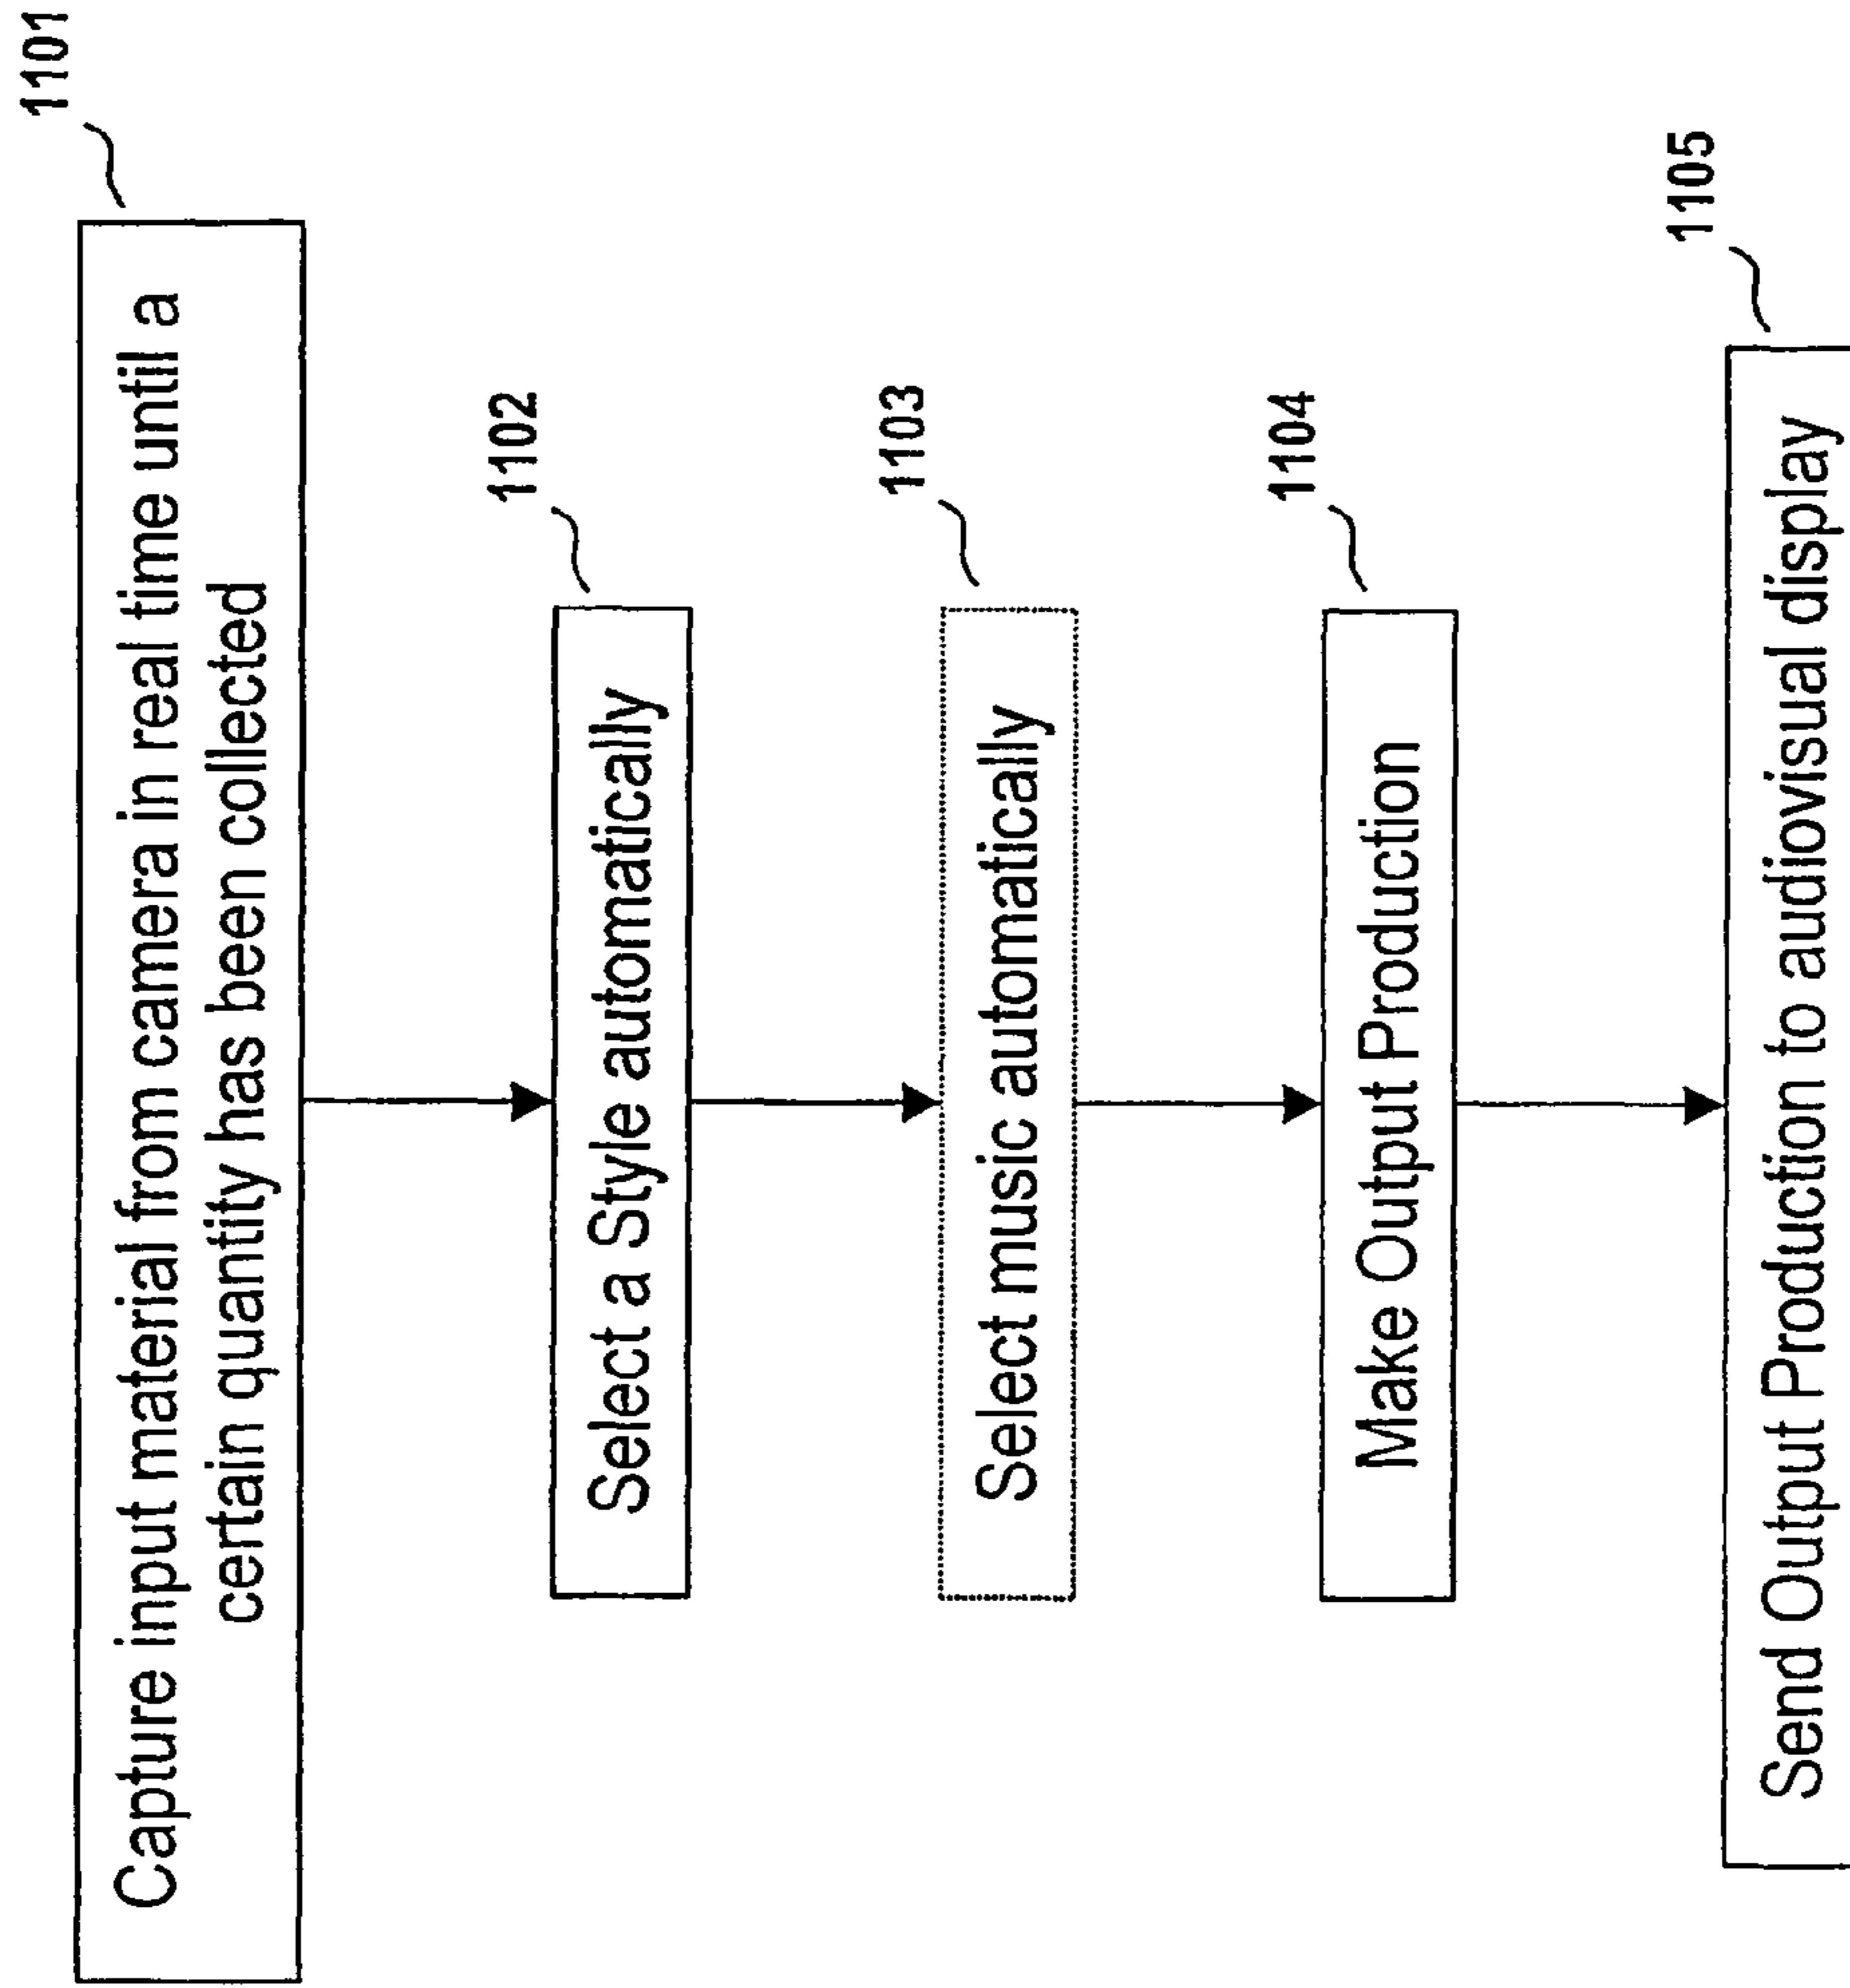 1101
Capture input material from camera in real time until a
certain quantity has been collected
1102
Select a Style automatically
1103
Select music automatically
1104
Make Output Production
1105
Send Output Production to audiovisual display